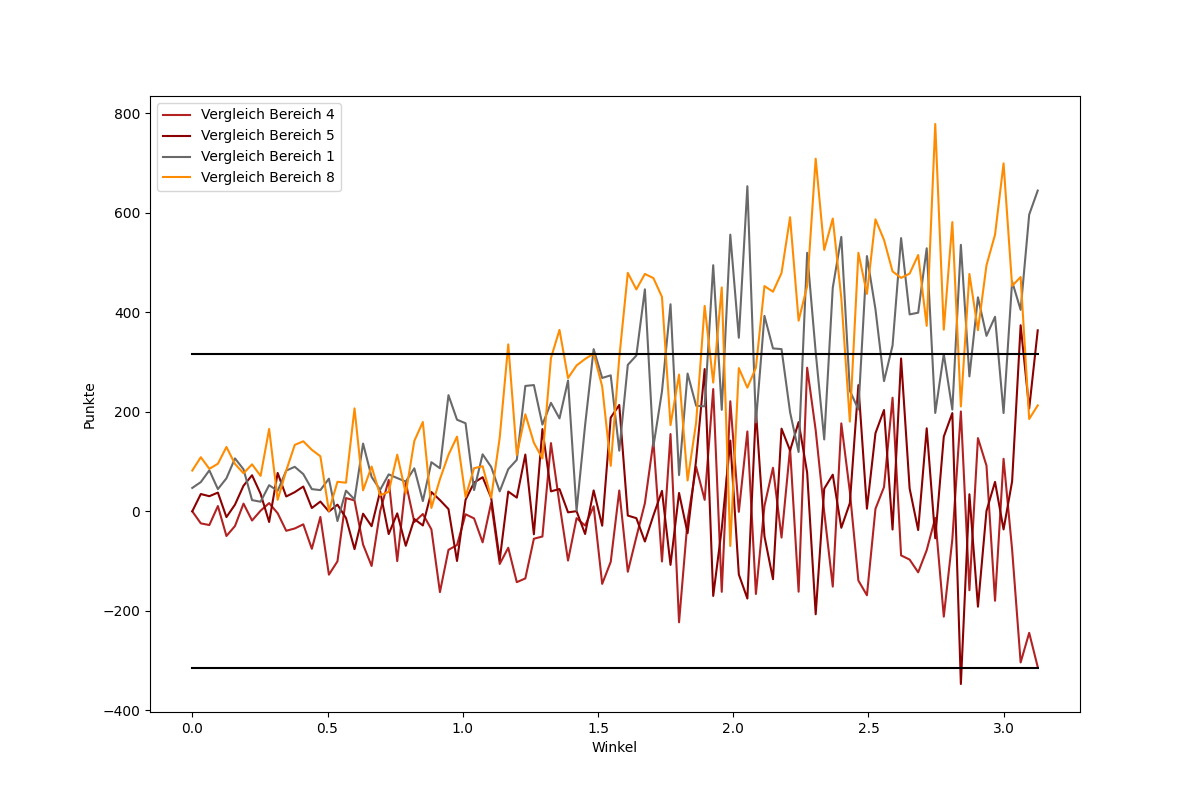 800
600
400
200
0
−200
−400
Punkte
Vergleich Bereich 4
Vergleich Bereich 5
Vergleich Bereich 1
Vergleich Bereich 8
0.0 0.5 1.0 1.5 2.0 2.5 3.0
Winkel